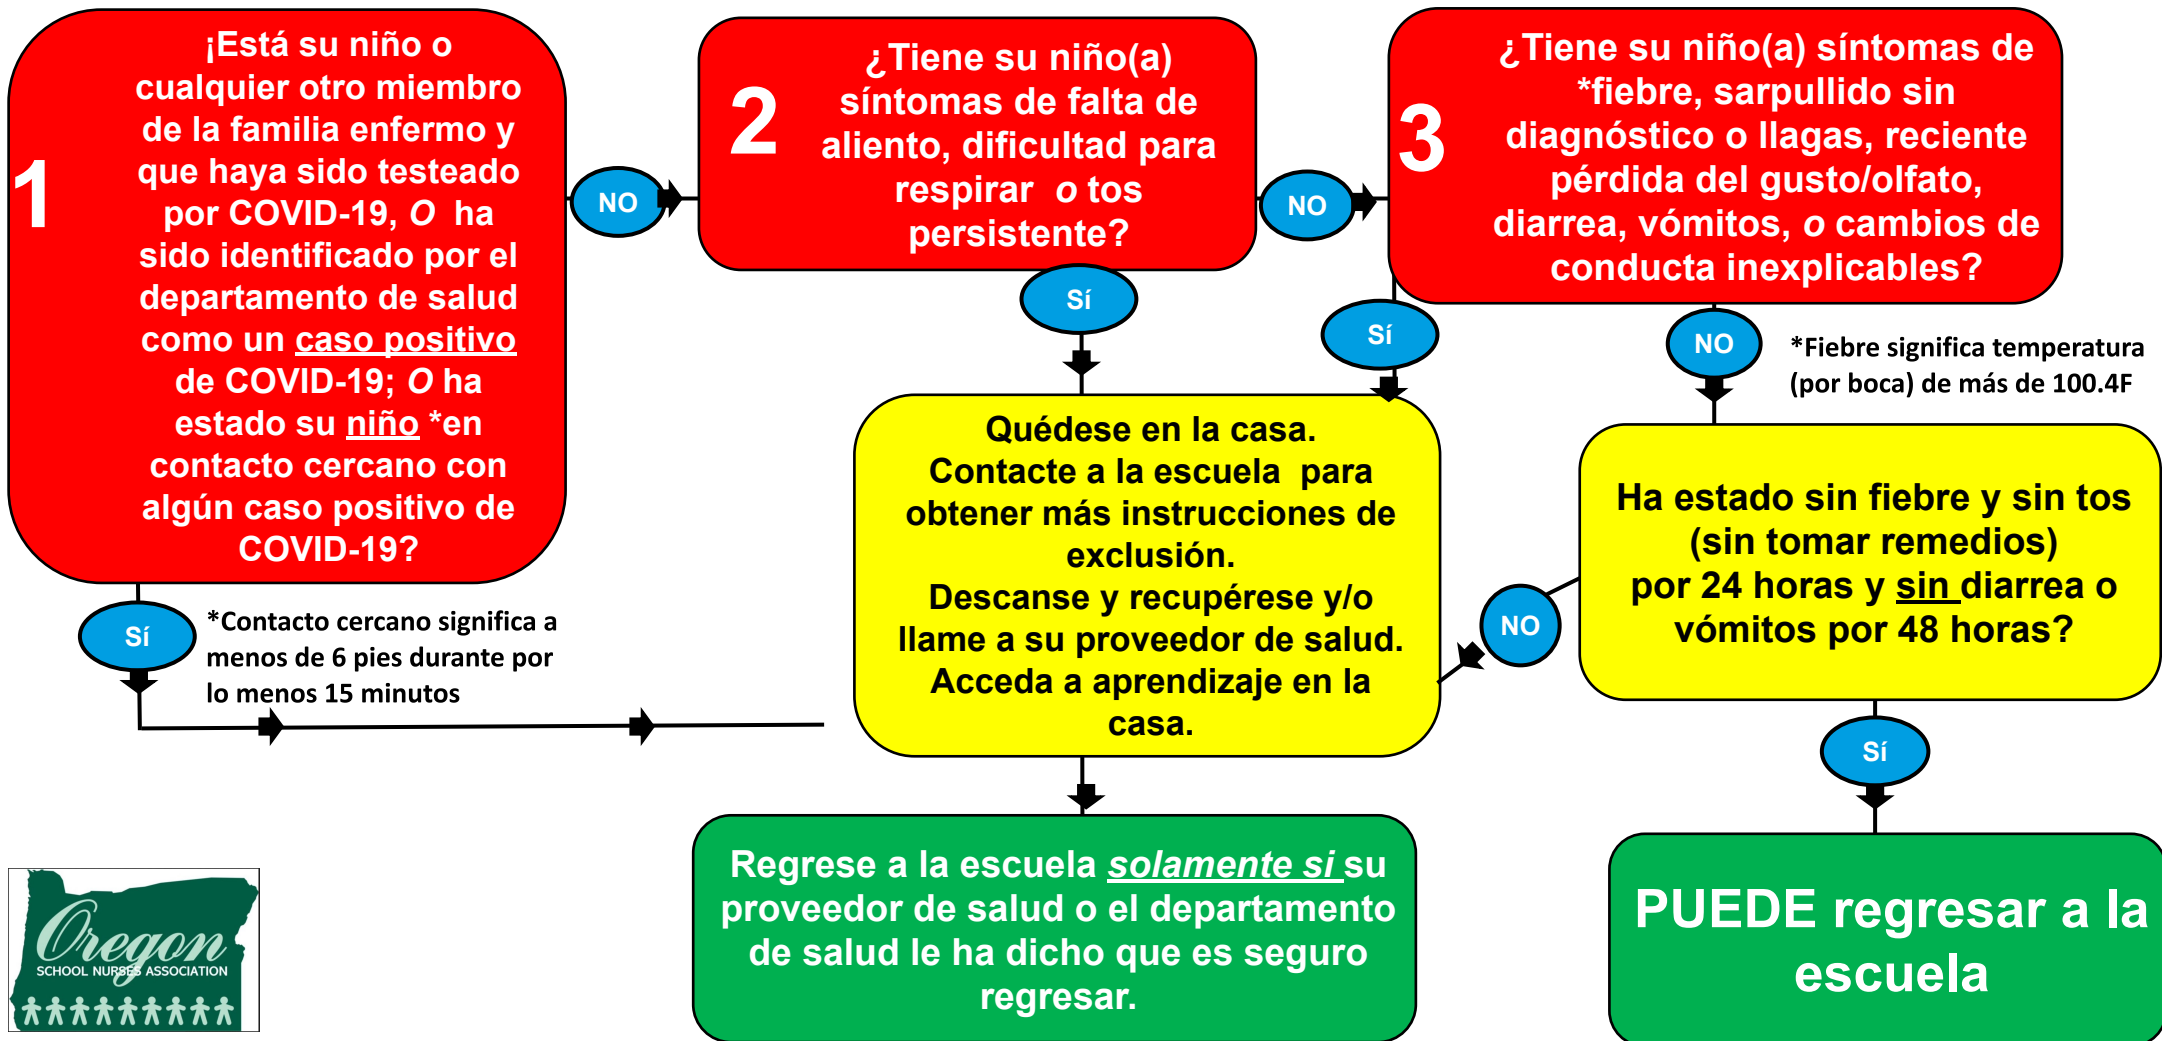 1
¡Está su niño o
cualquier otro miembro
de la familia enfermo y
que haya sido testeado
por COVID-19, O ha
sido identificado por el
departamento de salud
como un caso positivo
de COVID-19; O ha
estado su niño *en
contacto cercano con
algún caso positivo de
COVID-19?
NO
2
¿Tiene su niño(a)
síntomas de falta de
aliento, dificultad para
respirar o tos
persistente?
NO
3
¿Tiene su niño(a) síntomas de
*fiebre, sarpullido sin
diagnóstico o llagas, reciente
pérdida del gusto/olfato,
diarrea, vómitos, o cambios de
conducta inexplicables?
Sí
Sí
NO
*Fiebre significa temperatura
(por boca) de más de 100.4F
Sí
*Contacto cercano significa a
menos de 6 pies durante por
lo menos 15 minutos
Quédese en la casa.
Contacte a la escuela para
obtener más instrucciones de
exclusión.
Descanse y recupérese y/o
llame a su proveedor de salud.
Acceda a aprendizaje en la
casa.
NO
Ha estado sin fiebre y sin tos
(sin tomar remedios)
por 24 horas y sin diarrea o
vómitos por 48 horas?
Sí
Regrese a la escuela solamente si su
proveedor de salud o el departamento
de salud le ha dicho que es seguro
regresar.
PUEDE regresar a la
escuela
Oregon
SCHOOL NURSES ASSOCIATION